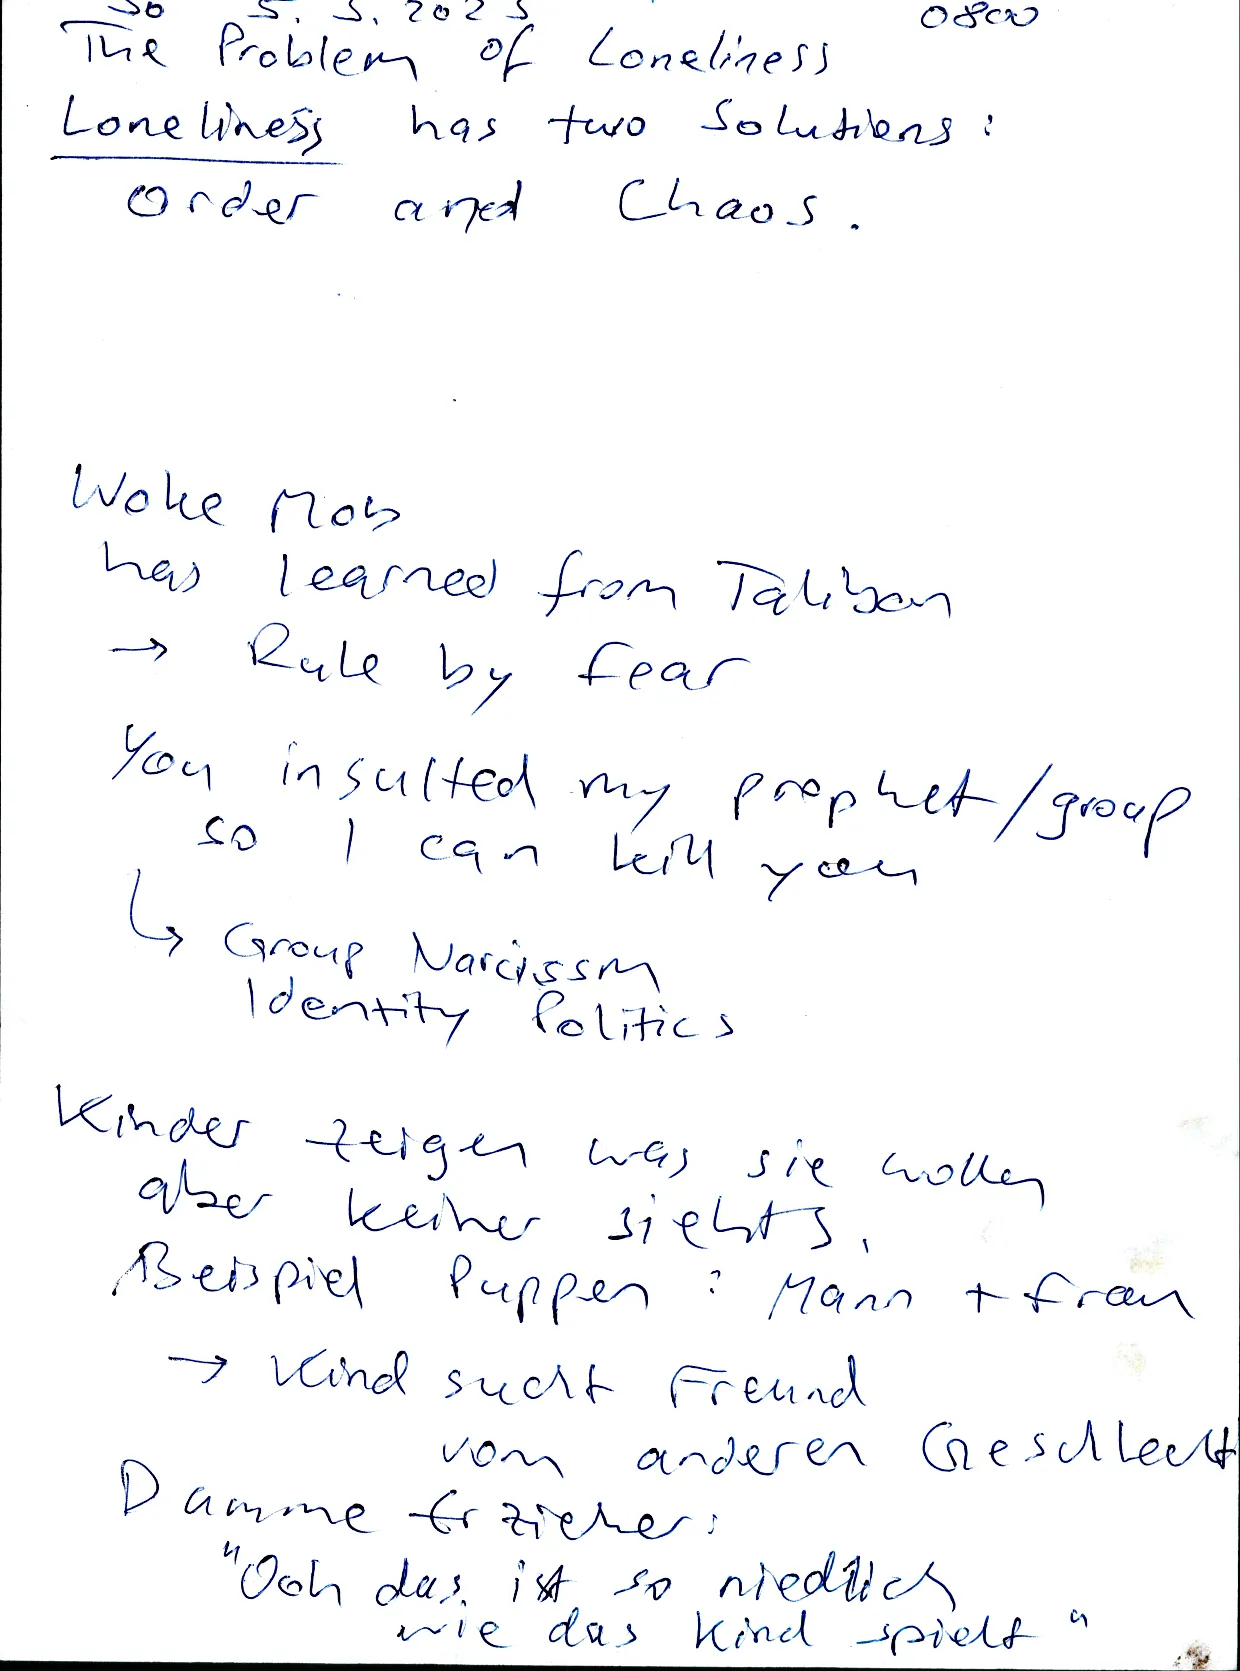 So 5. 3. 2023 0800
The Problem of Loneliness
Loneliness has two solutions:
Order and Chaos.
Woke Mob
has learned from Taliban
→ Rule by fear
You insulted my prophet/group
so I can kill you
↳ Group Narcissm
Identity Politics
Kinder zeigen was sie wollen
aber keiner siehts,
Beispiel Puppen: Mann + Frau
→ Kind sucht Freund
vom anderen Geschlecht
Dumme Erzieher:
"Ooh das ist so niedlich
wie das Kind spielt"